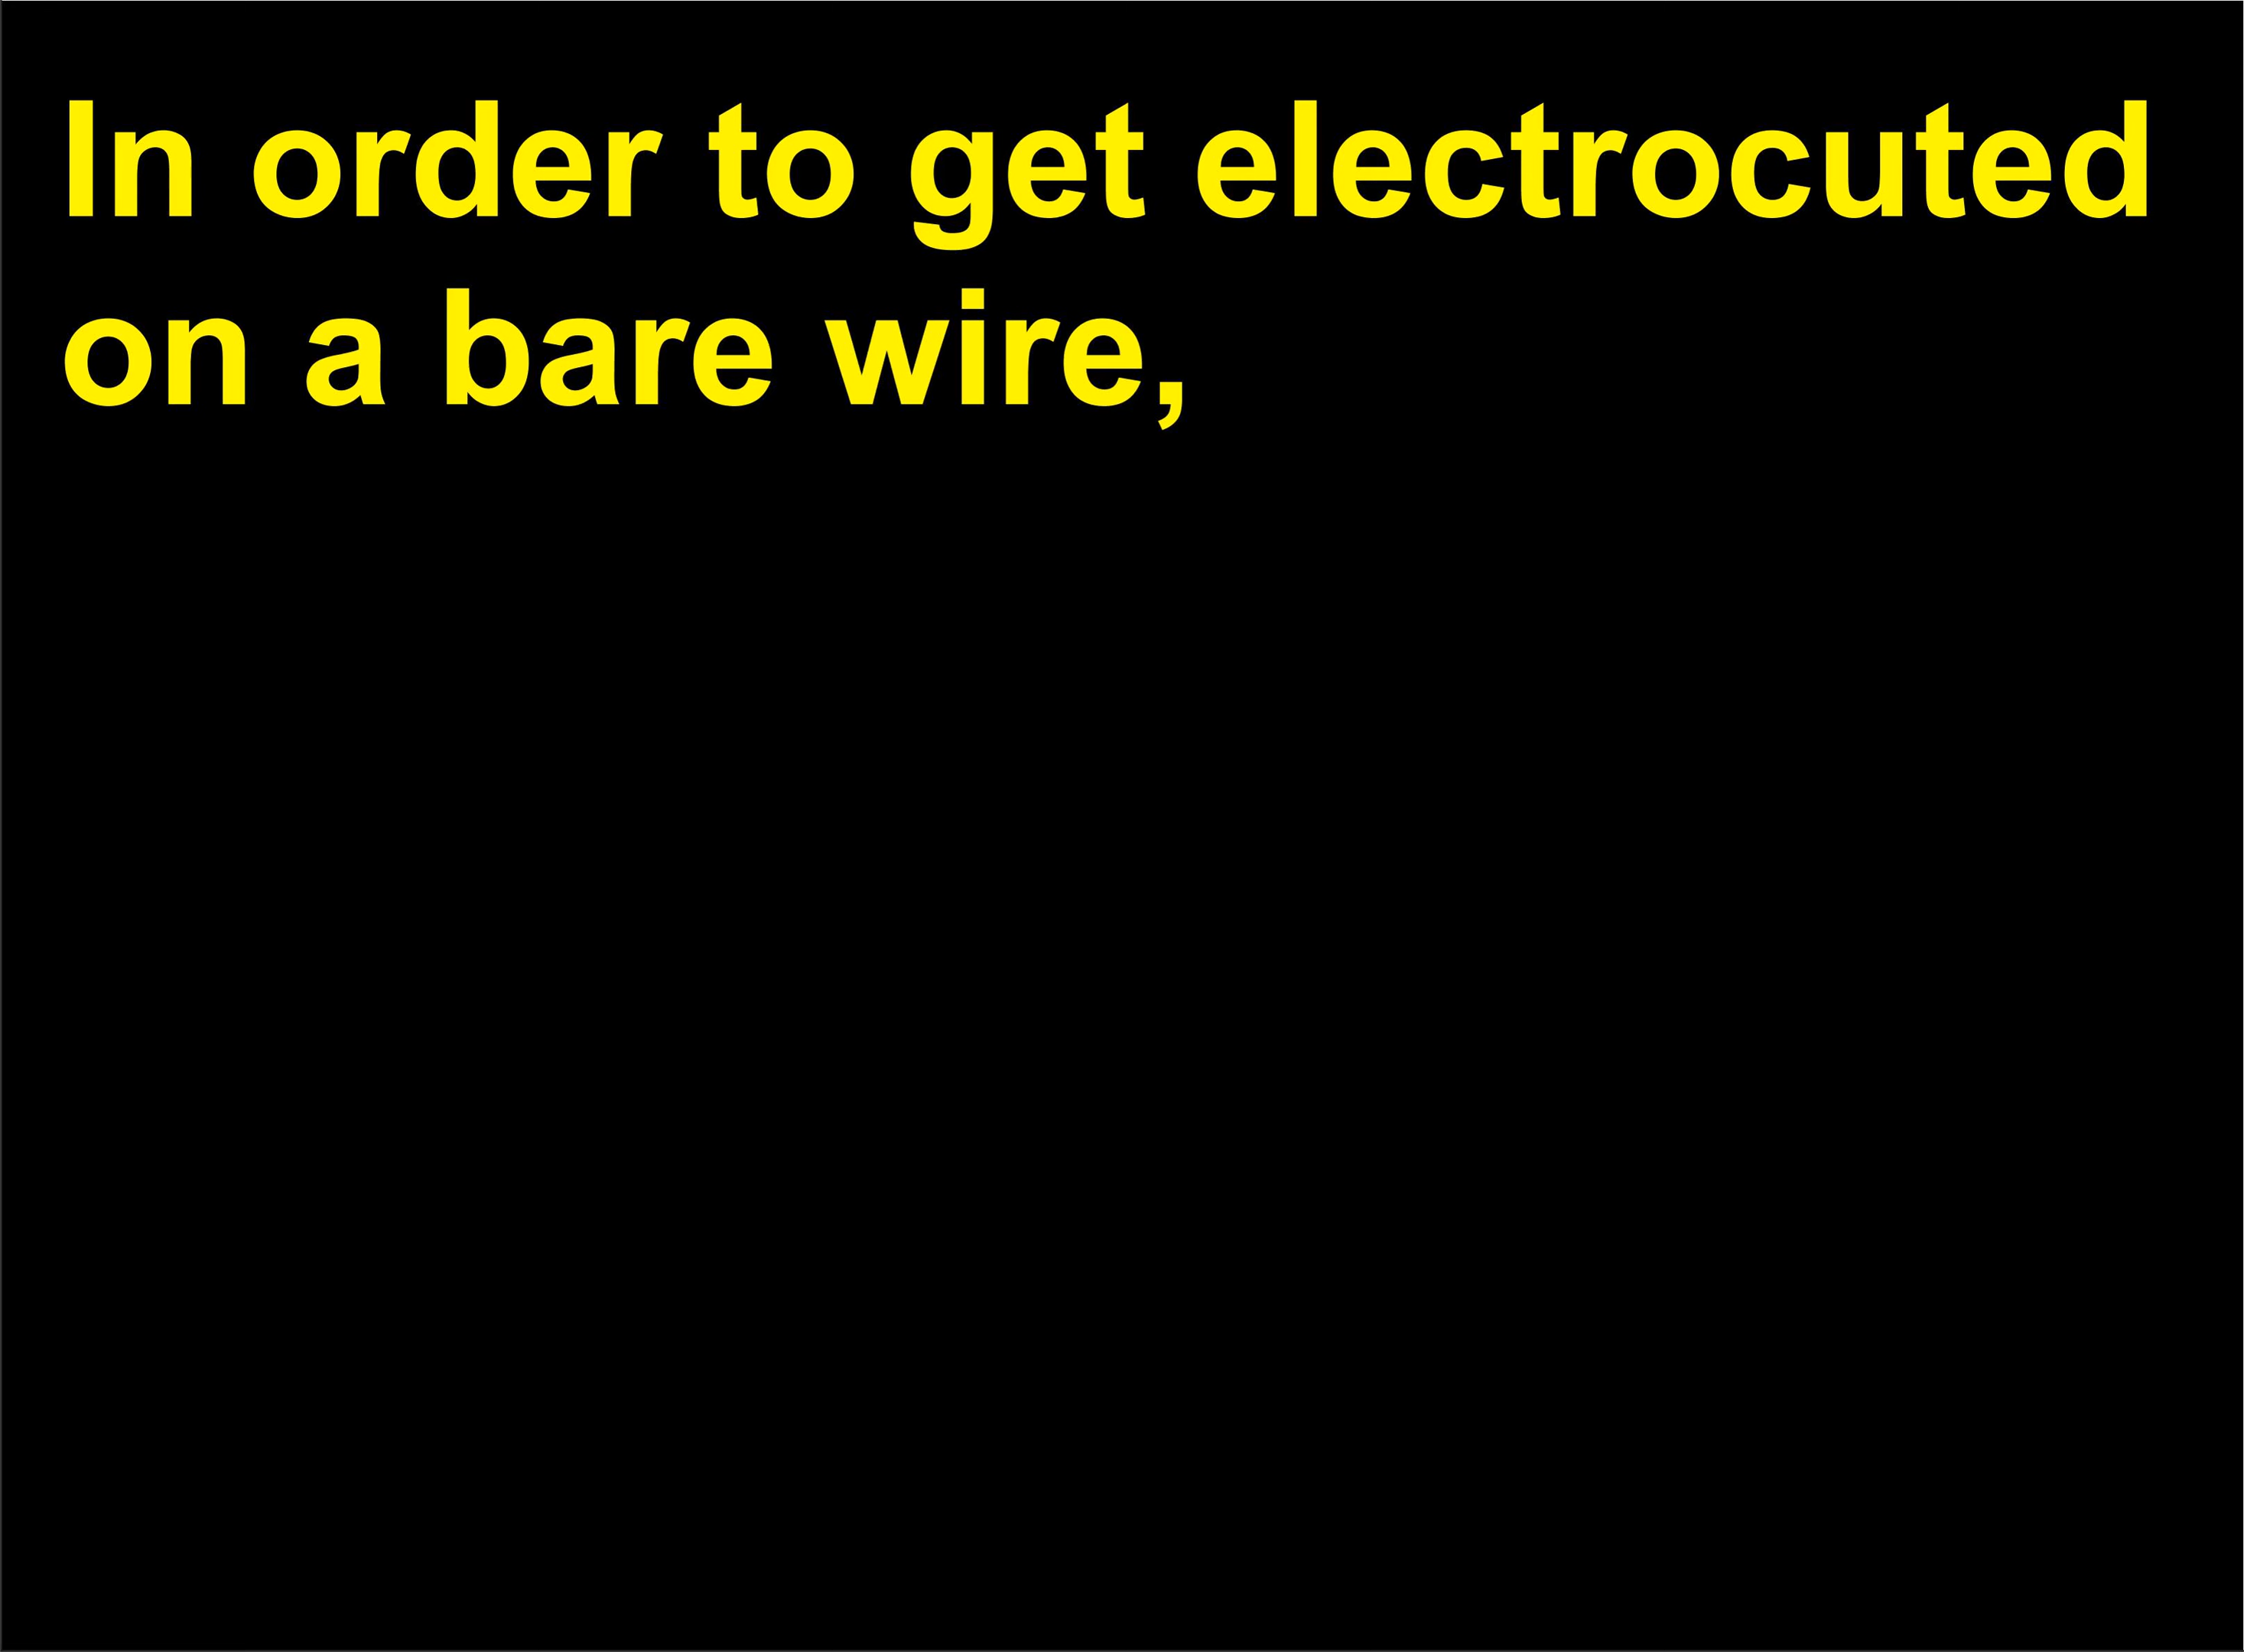 In order to get electrocuted
on a bare wire,